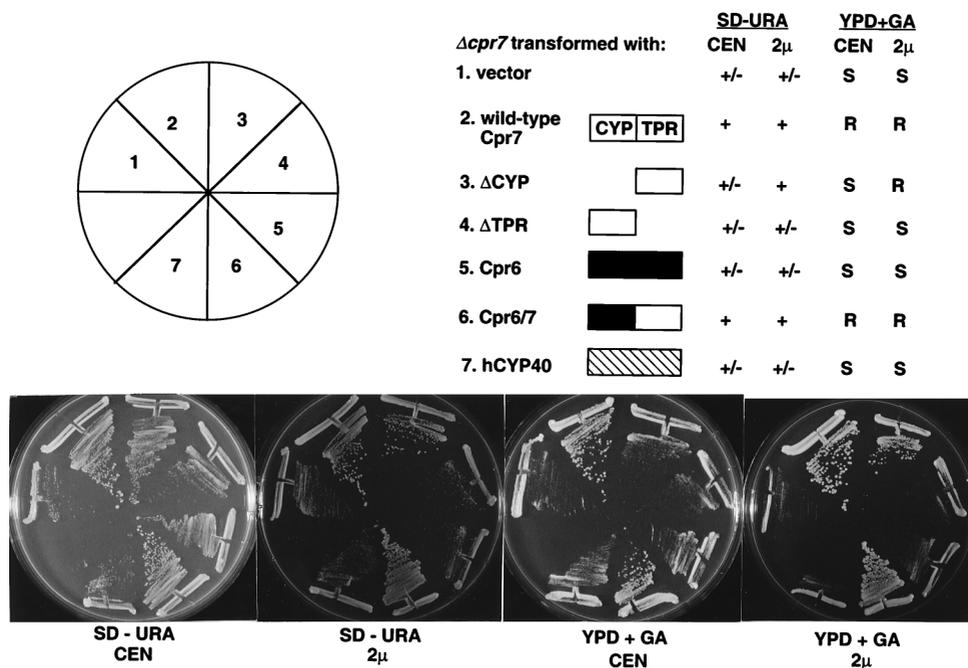 SD-URA YPD+GA
Δcpr7 transformed with: CEN 2μ CEN 2μ
1. vector +/- +/- S S
2. wild-type Cpr7 CYP TPR + + R R
3. ΔCYP +/- + S R
4. ΔTPR +/- +/- S S
5. Cpr6 +/- +/- S S
6. Cpr6/7 + + R R
7. hCYP40 +/- +/- S S
2 3
1 4
5
7 6
SD - URA CEN
SD - URA 2μ
YPD + GA CEN
YPD + GA 2μ